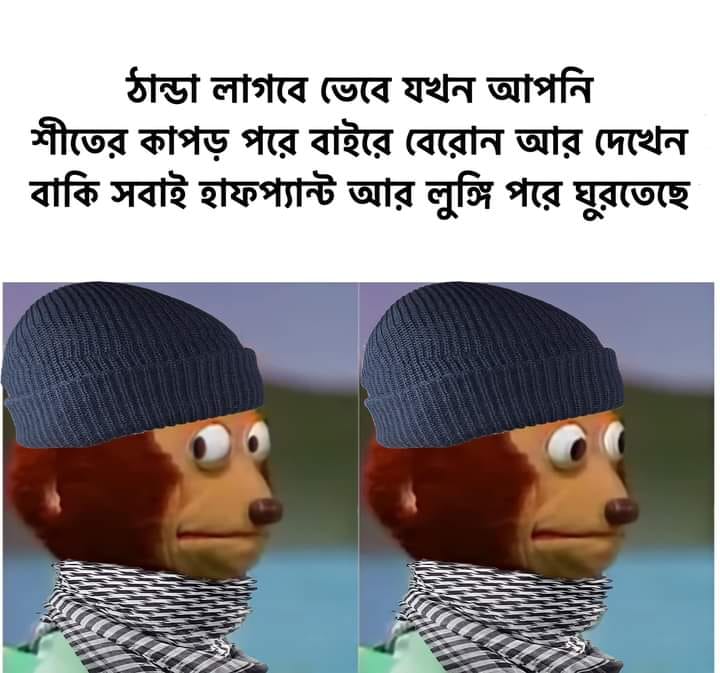 ঠান্ডা লাগবে ভেবে যখন আপনি
শীতের কাপড় পরে বাইরে বেরোন আর দেখেন
বাকি সবাই হাফপ্যান্ট আর লুঙ্গি পরে ঘুরতেছে